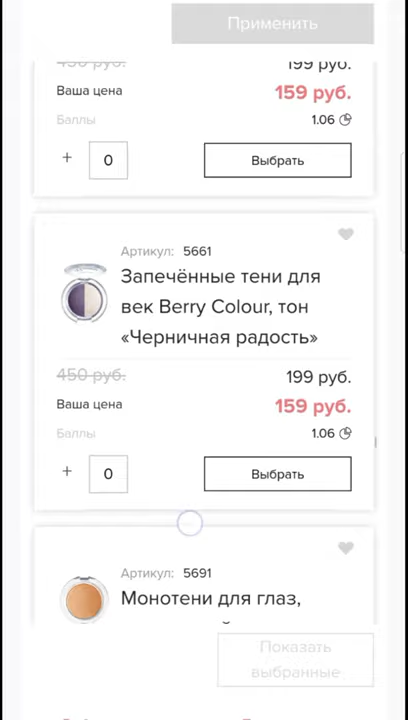 Применить
450 руб.
199 руб.
Ваша цена
159 руб.
Баллы
1.06
+ 0
Выбрать
Артикул: 5661
Запечённые тени для
век Berry Colour, тон
«Черничная радость»
450 руб.
199 руб.
Ваша цена
159 руб.
Баллы
1.06
+ 0
Выбрать
Артикул: 5691
Монотени для глаз,
Показать
выбранные